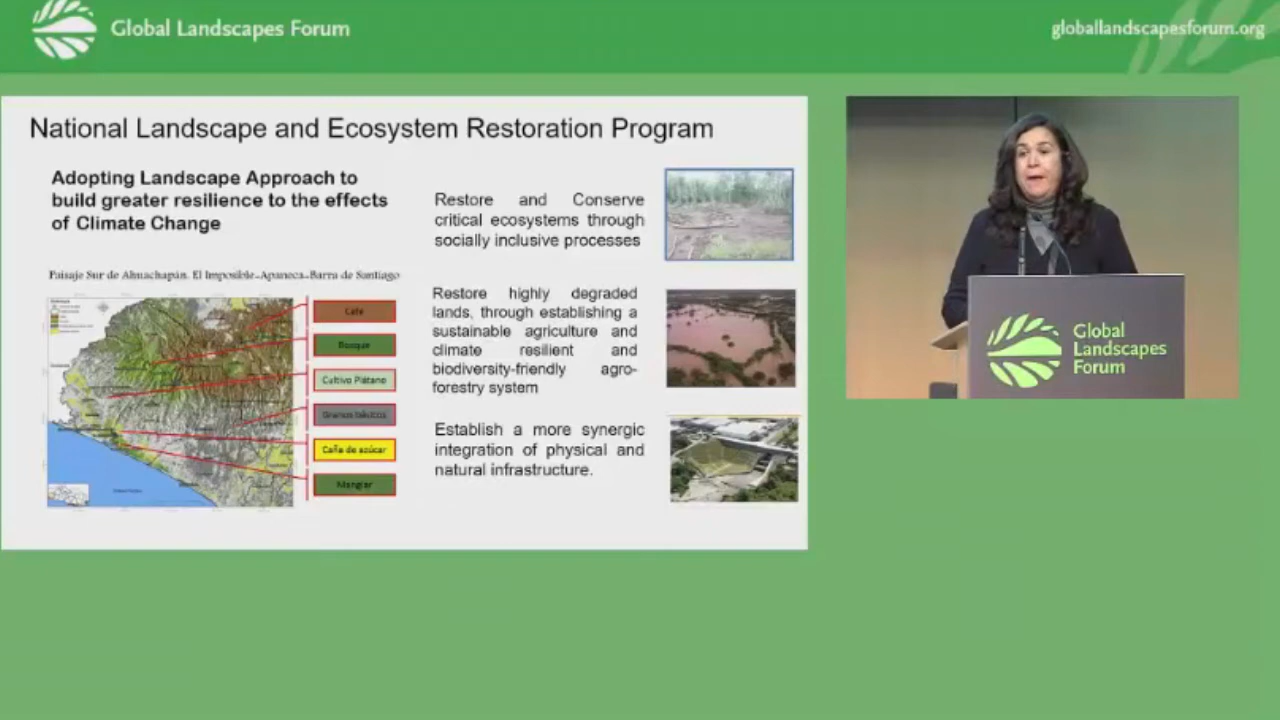 Global Landscapes Forum
globallandscapesforum.org
National Landscape and Ecosystem Restoration Program
Adopting Landscape Approach to
build greater resilience to the effects
of Climate Change
Paisaje Sur de Ahuachapán. El Imposible-Apaneca-Barra de Santiago
Café
Bosque
Cultivo Plátano
Granos básicos
Caña de azúcar
Manglar
Restore and Conserve
critical ecosystems through
socially inclusive processes
Restore highly degraded
lands, through establishing a
sustainable agriculture and
climate resilient and
biodiversity-friendly agro-
forestry system
Establish a more synergic
integration of physical and
natural infrastructure.
Global
Landscapes
Forum